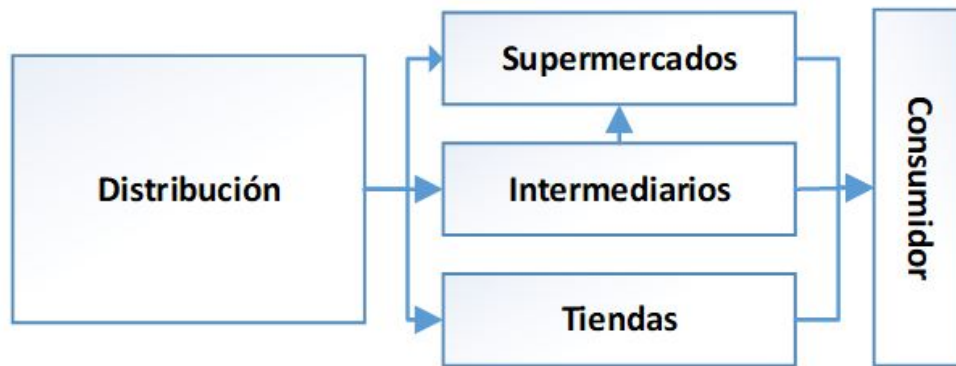 Supermercados
Distribución
Intermediarios
Tiendas
Consumidor